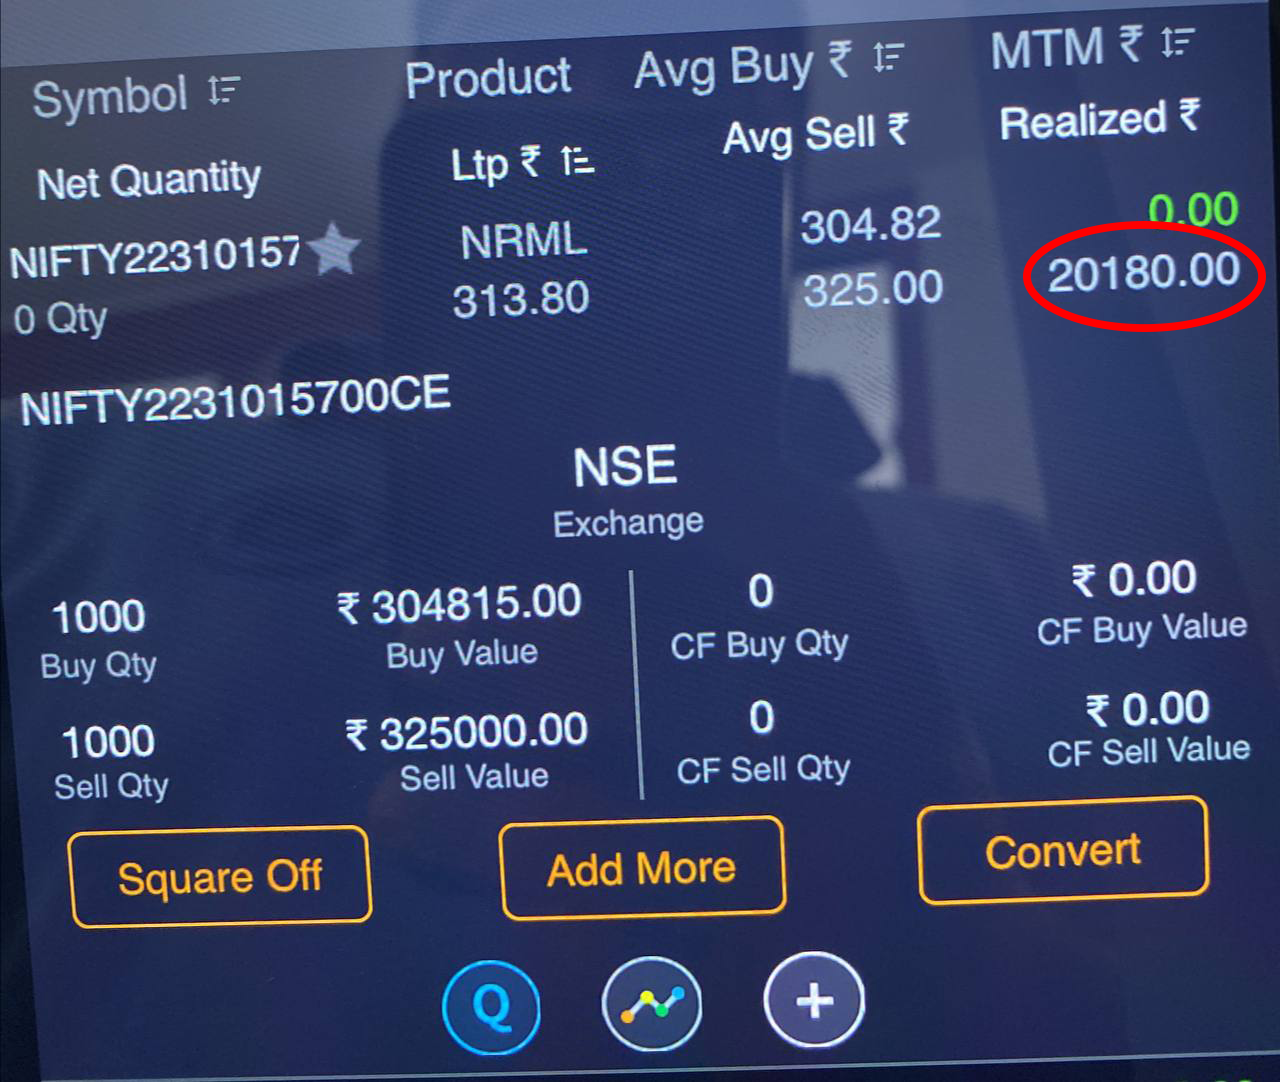 Symbol Product Avg Buy ₹ MTM ₹
Net Quantity Ltp ₹ Avg Sell ₹ Realized ₹
NIFTY22310157 NRML 304.82 0.00
0 Qty 313.80 325.00 20180.00
NIFTY2231015700CE
NSE
Exchange
1000 ₹ 304815.00 0 ₹ 0.00
Buy Qty Buy Value CF Buy Qty CF Buy Value
1000 ₹ 325000.00 0 ₹ 0.00
Sell Qty Sell Value CF Sell Qty CF Sell Value
Square Off Add More Convert
Q +